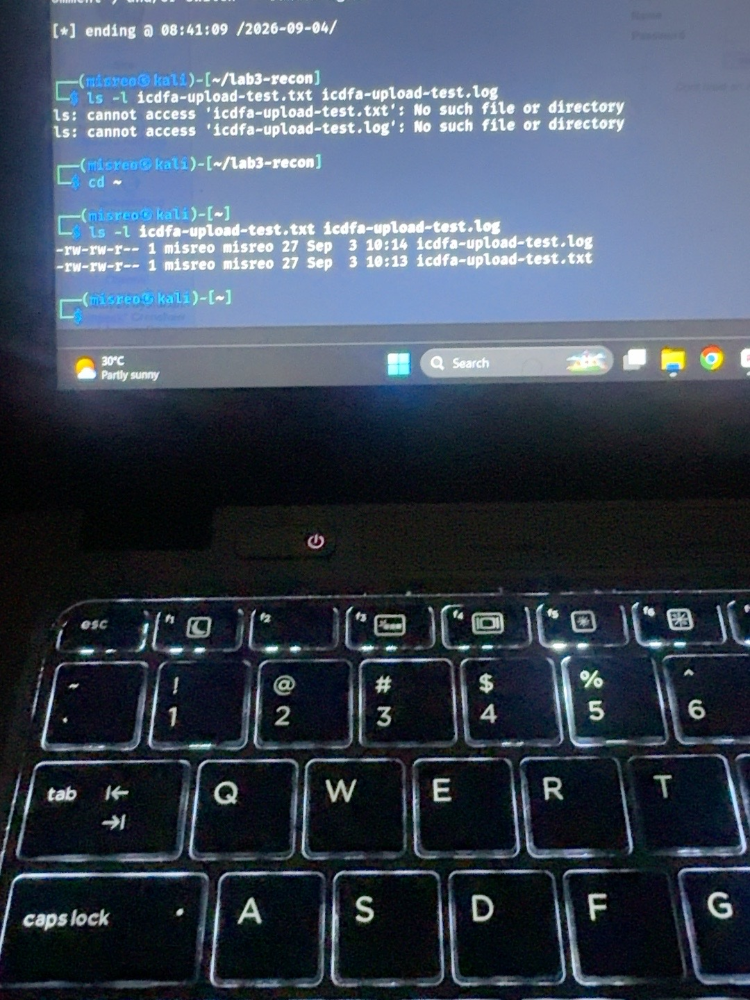 [*] ending @ 08:41:09 /2026-09-04/
┌──(misreo㉿kali)-[~/lab3-recon]
└─$ ls -l icdfa-upload-test.txt icdfa-upload-test.log
ls: cannot access 'icdfa-upload-test.txt': No such file or directory
ls: cannot access 'icdfa-upload-test.log': No such file or directory
┌──(misreo㉿kali)-[~/lab3-recon]
└─$ cd ~
┌──(misreo㉿kali)-[~]
└─$ ls -l icdfa-upload-test.txt icdfa-upload-test.log
-rw-rw-r-- 1 misreo misreo 27 Sep  3 10:14 icdfa-upload-test.log
-rw-rw-r-- 1 misreo misreo 27 Sep  3 10:13 icdfa-upload-test.txt
┌──(misreo㉿kali)-[~]
└─$
30°C
Partly sunny
Search
esc f1 f2 f3 f4 f5 f6
~ ! @ # $ % ^
1 2 3 4 5 6
tab Q W E R T
caps lock A S D F G